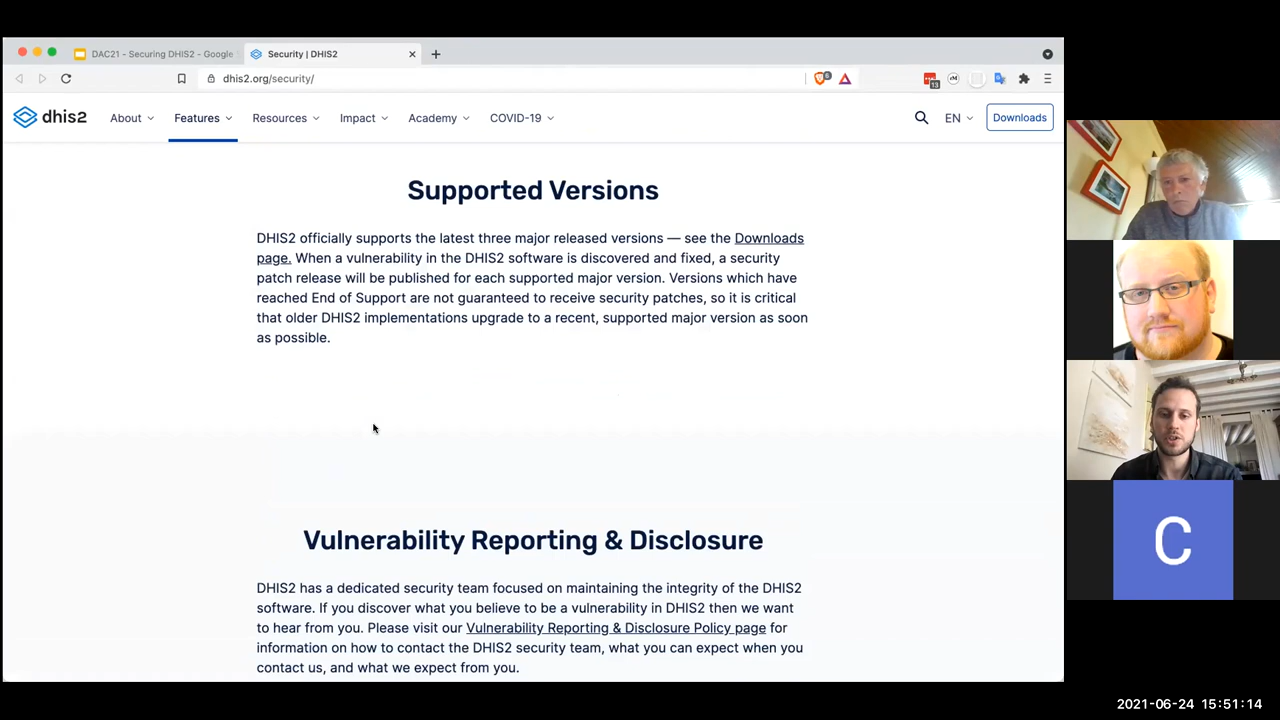 DAC21 - Securing DHIS2 - Google
Security | DHIS2
dhis2.org/security/
8
13
dhis2
About
Features
Resources
Impact
Academy
COVID-19
EN
Downloads
Supported Versions
DHIS2 officially supports the latest three major released versions — see the Downloads
page. When a vulnerability in the DHIS2 software is discovered and fixed, a security
patch release will be published for each supported major version. Versions which have
reached End of Support are not guaranteed to receive security patches, so it is critical
that older DHIS2 implementations upgrade to a recent, supported major version as soon
as possible.
Vulnerability Reporting & Disclosure
DHIS2 has a dedicated security team focused on maintaining the integrity of the DHIS2
software. If you discover what you believe to be a vulnerability in DHIS2 then we want
to hear from you. Please visit our Vulnerability Reporting & Disclosure Policy page for
information on how to contact the DHIS2 security team, what you can expect when you
contact us, and what we expect from you.
C
2021-06-24 15:51:14